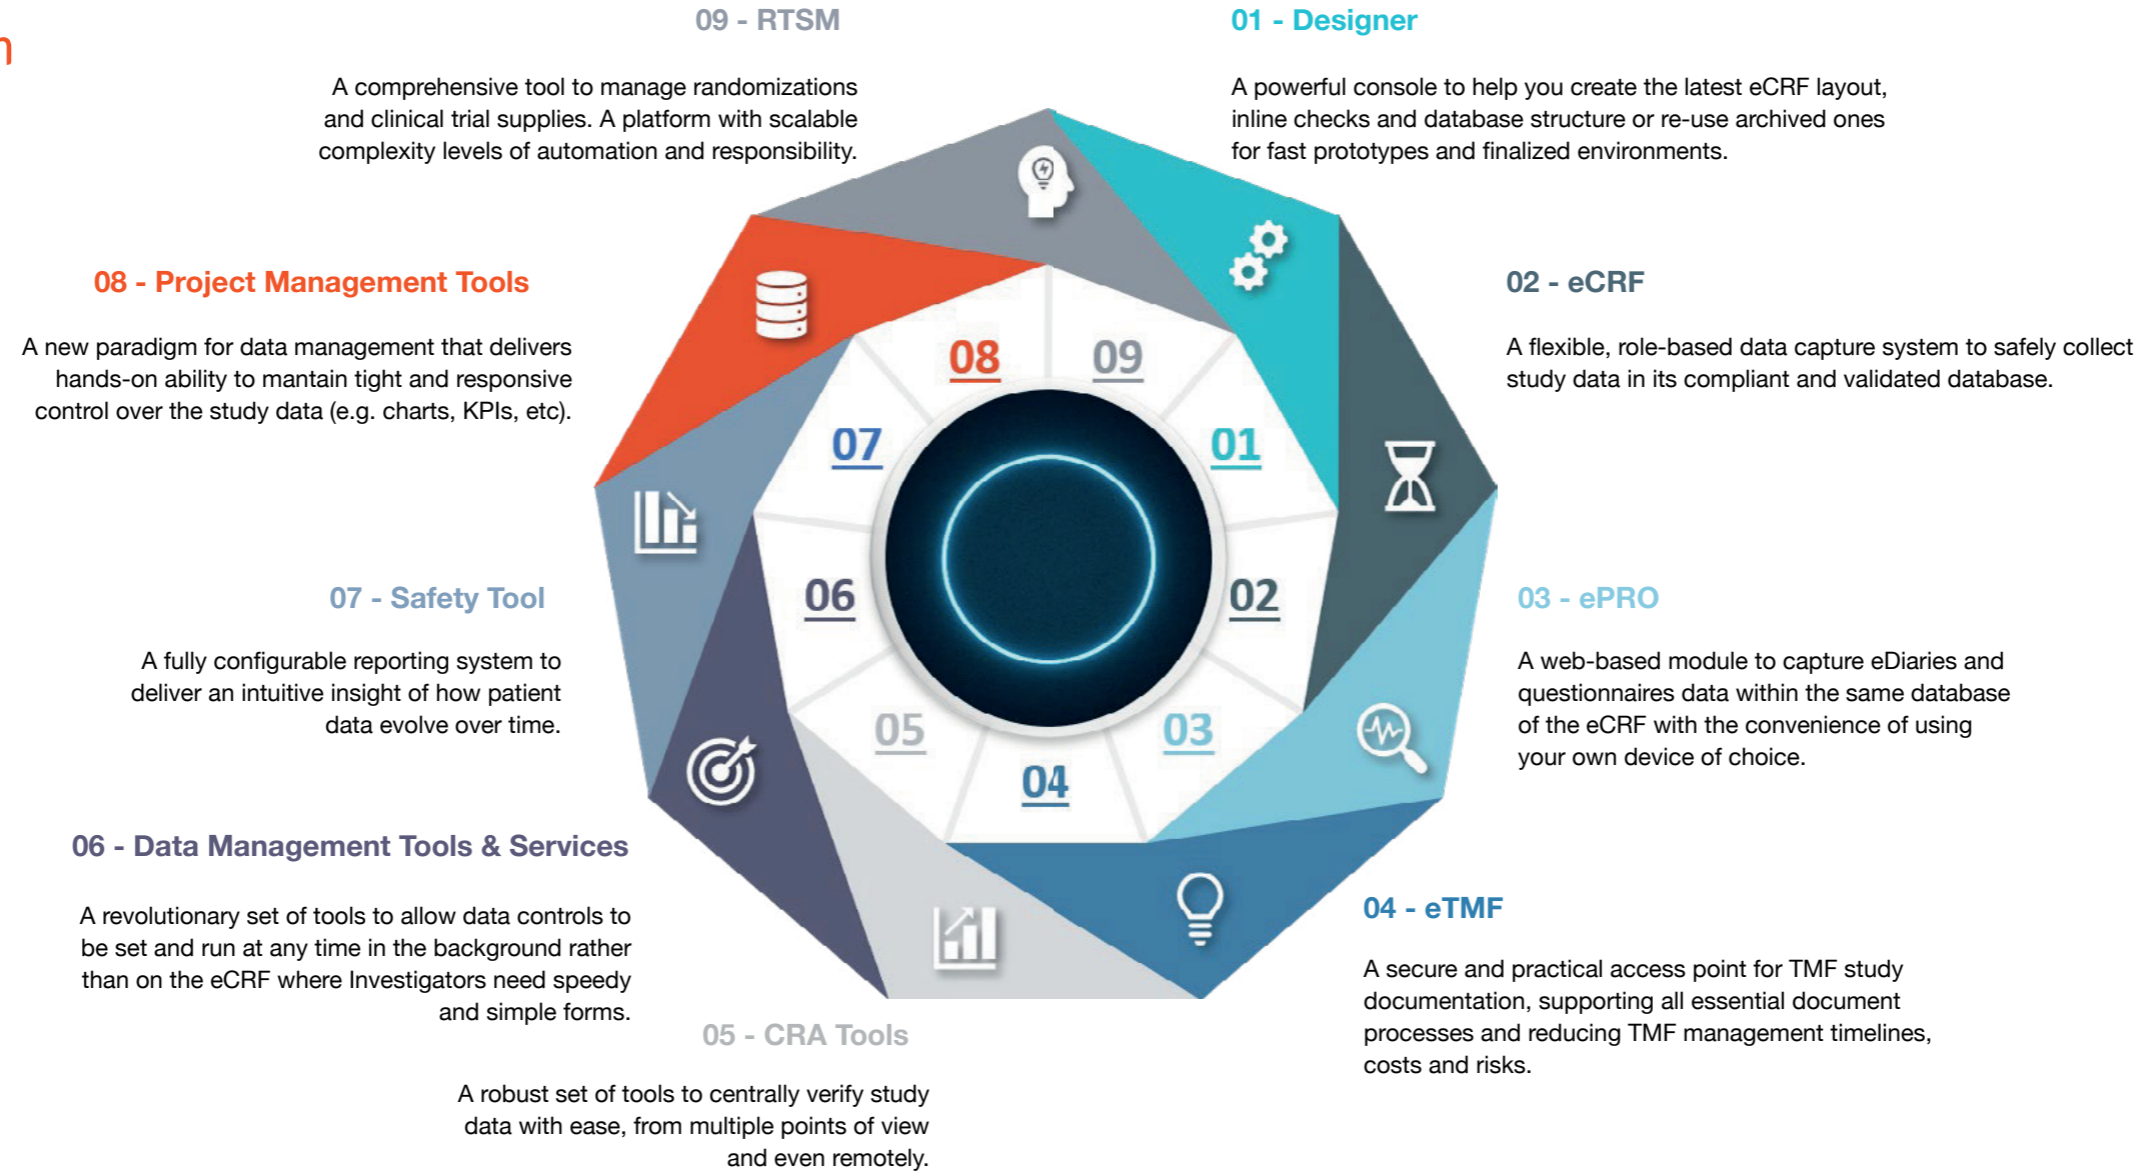 n
09 - RTSM
A comprehensive tool to manage randomizations
and clinical trial supplies. A platform with scalable
complexity levels of automation and responsibility.
01 - Designer
A powerful console to help you create the latest eCRF layout,
inline checks and database structure or re-use archived ones
for fast prototypes and finalized environments.
08 - Project Management Tools
A new paradigm for data management that delivers
hands-on ability to mantain tight and responsive
control over the study data (e.g. charts, KPIs, etc).
02 - eCRF
A flexible, role-based data capture system to safely collect
study data in its compliant and validated database.
07 - Safety Tool
A fully configurable reporting system to
deliver an intuitive insight of how patient
data evolve over time.
03 - ePRO
A web-based module to capture eDiaries and
questionnaires data within the same database
of the eCRF with the convenience of using
your own device of choice.
06 - Data Management Tools & Services
A revolutionary set of tools to allow data controls to
be set and run at any time in the background rather
than on the eCRF where Investigators need speedy
and simple forms.
04 - eTMF
A secure and practical access point for TMF study
documentation, supporting all essential document
processes and reducing TMF management timelines,
costs and risks.
05 - CRA Tools
A robust set of tools to centrally verify study
data with ease, from multiple points of view
and even remotely.
08
09
07
01
06
02
05
03
04